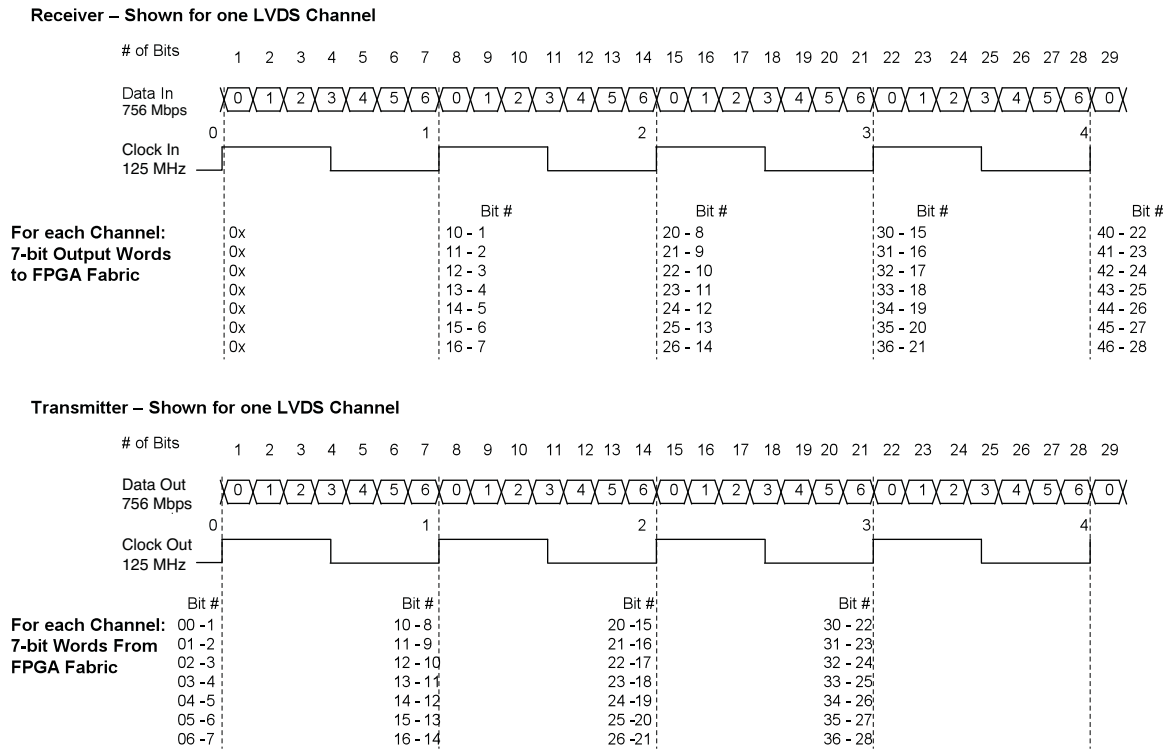 Receiver – Shown for one LVDS Channel
# of Bits 1 2 3 4 5 6 7 8 9 10 11 12 13 14 15 16 17 18 19 20 21 22 23 24 25 26 27 28 29
Data In 0 1 2 3 4 5 6 0 1 2 3 4 5 6 0 1 2 3 4 5 6 0 1 2 3 4 5 6 0
756 Mbps
0 1 2 3 4
Clock In
125 MHz
Bit # Bit # Bit # Bit #
For each Channel: 0x 10 - 1 20 - 8 30 - 15 40 - 22
7-bit Output Words 0x 11 - 2 21 - 9 31 - 16 41 - 23
to FPGA Fabric 0x 12 - 3 22 - 10 32 - 17 42 - 24
0x 13 - 4 23 - 11 33 - 18 43 - 25
0x 14 - 5 24 - 12 34 - 19 44 - 26
0x 15 - 6 25 - 13 35 - 20 45 - 27
0x 16 - 7 26 - 14 36 - 21 46 - 28
Transmitter – Shown for one LVDS Channel
# of Bits 1 2 3 4 5 6 7 8 9 10 11 12 13 14 15 16 17 18 19 20 21 22 23 24 25 26 27 28 29
Data Out 0 1 2 3 4 5 6 0 1 2 3 4 5 6 0 1 2 3 4 5 6 0 1 2 3 4 5 6 0
756 Mbps
0 1 2 3 4
Clock Out
125 MHz
Bit # Bit # Bit # Bit #
For each Channel: 00 -1 10 - 8 20 -15 30 - 22
7-bit Words From 01 -2 11 - 9 21 -16 31 - 23
FPGA Fabric 02 -3 12 - 10 22 -17 32 - 24
03 -4 13 - 11 23 -18 33 - 25
04 -5 14 - 12 24 -19 34 - 26
05 -6 15 - 13 25 -20 35 - 27
06 -7 16 - 14 26 -21 36 - 28